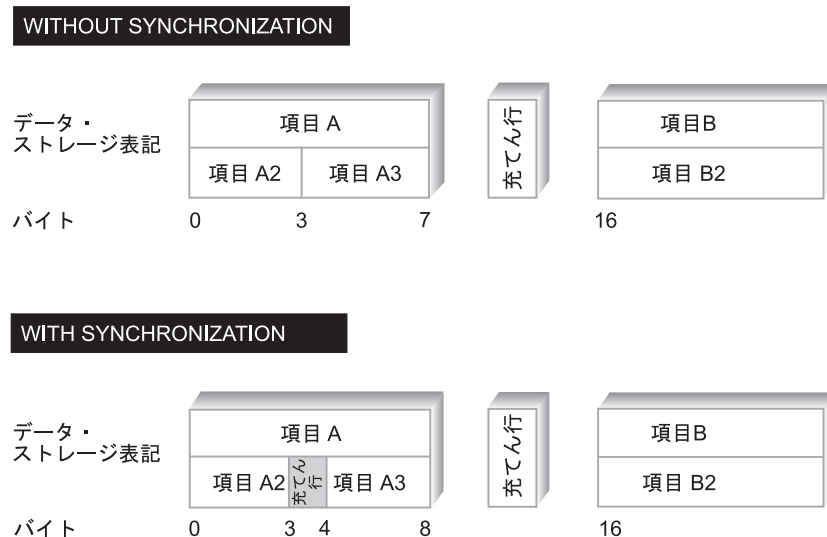 WITHOUT SYNCHRONIZATION
データ・
ストレージ表記
項目 A
項目 A2
項目 A3
充てん行
項目B
項目 B2
バイト
0
3
7
16
WITH SYNCHRONIZATION
データ・
ストレージ表記
項目 A
項目 A2
充てん
行
項目 A3
充てん行
項目B
項目 B2
バイト
0
3
4
8
16